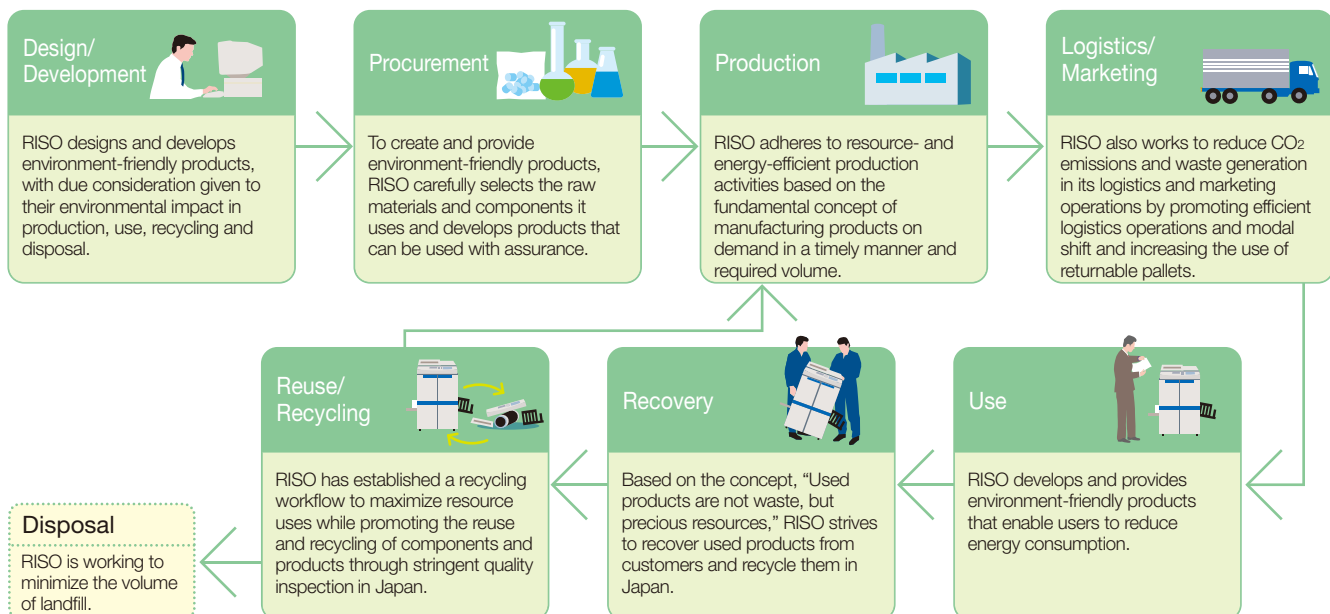 Design/
Development
RISO designs and develops
environment-friendly products,
with due consideration given to
their environmental impact in
production, use, recycling and
disposal.
Procurement
To create and provide
environment-friendly products,
RISO carefully selects the raw
materials and components it
uses and develops products that
can be used with assurance.
Production
RISO adheres to resource- and
energy-efficient production
activities based on the
fundamental concept of
manufacturing products on
demand in a timely manner and
required volume.
Logistics/
Marketing
RISO also works to reduce CO2
emissions and waste generation
in its logistics and marketing
operations by promoting efficient
logistics operations and modal
shift and increasing the use of
returnable pallets.
Use
RISO develops and provides
environment-friendly products
that enable users to reduce
energy consumption.
Recovery
Based on the concept, “Used
products are not waste, but
precious resources,” RISO strives
to recover used products from
customers and recycle them in
Japan.
Reuse/
Recycling
RISO has established a recycling
workflow to maximize resource
uses while promoting the reuse
and recycling of components and
products through stringent quality
inspection in Japan.
Disposal
RISO is working to
minimize the volume
of landfill.